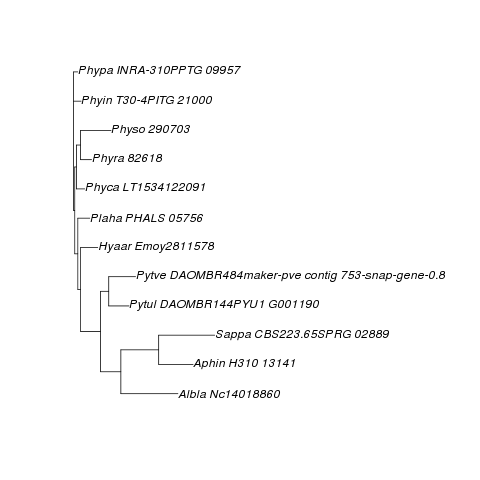 Phypa INRA-310PPTG 09957
Phyin T30-4PITG 21000
Physo 290703
Phyra 82618
Phyca LT1534122091
Plaha PHALS 05756
Hyaar Emoy2811578
Pytve DAOMBR484maker-pve contig 753-snap-gene-0.8
Pytul DAOMBR144PYU1 G001190
Sappa CBS223.65SPRG 02889
Aphin H310 13141
Albla Nc14018860